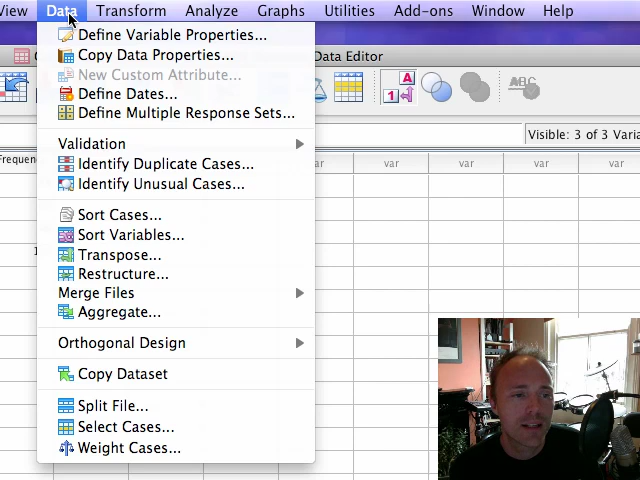 View Data Transform Analyze Graphs Utilities Add-ons Window Help
Data Editor
Define Variable Properties...
Copy Data Properties...
New Custom Attribute...
Define Dates...
Define Multiple Response Sets...
Visible: 3 of 3 Varia
Validation
Frequen
var var var var var
Identify Duplicate Cases...
Identify Unusual Cases...
Sort Cases...
Sort Variables...
1
Transpose...
Restructure...
Merge Files
Aggregate...
Orthogonal Design
Copy Dataset
Split File...
Select Cases...
Weight Cases...